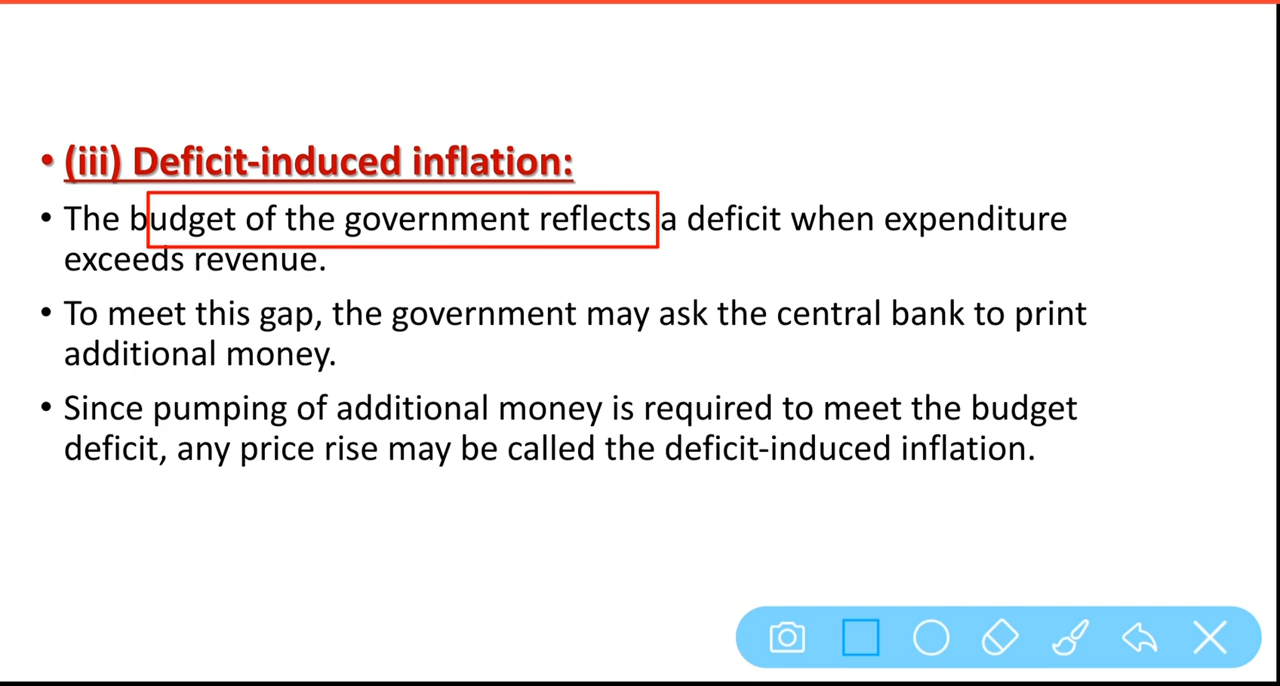 • (iii) Deficit-induced inflation:
• The budget of the government reflects a deficit when expenditure
exceeds revenue.
• To meet this gap, the government may ask the central bank to print
additional money.
• Since pumping of additional money is required to meet the budget
deficit, any price rise may be called the deficit-induced inflation.